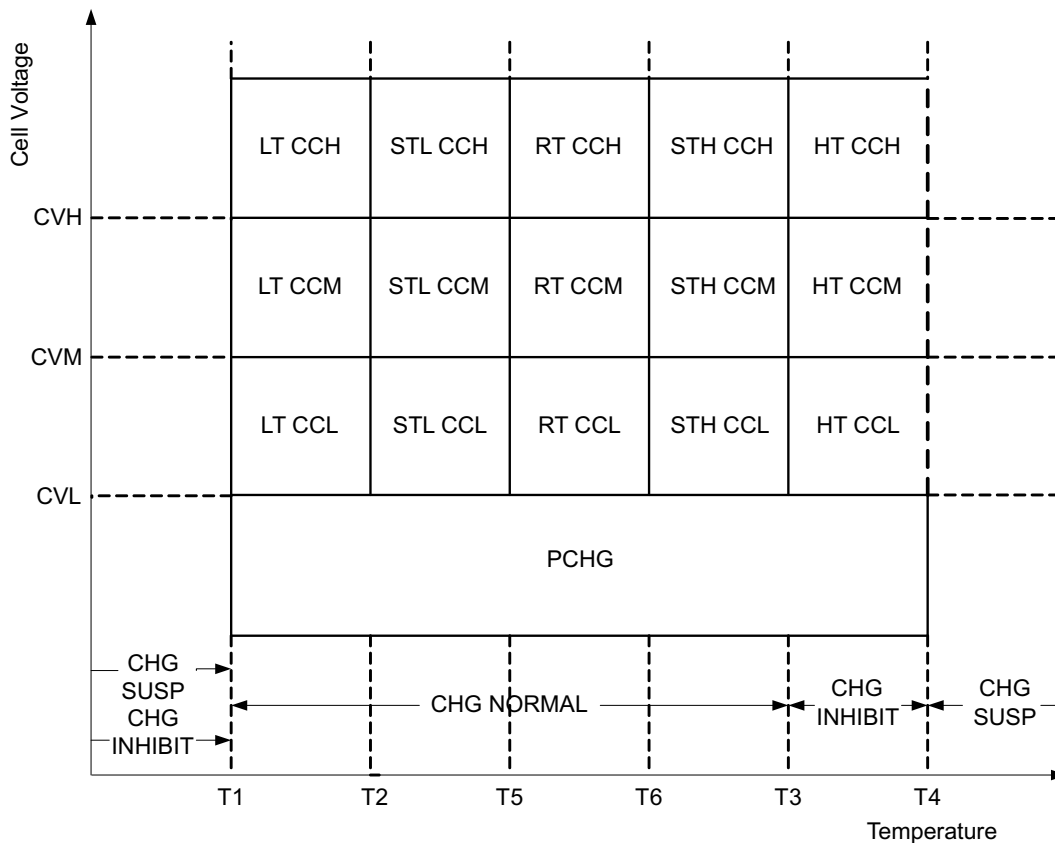 Cell Voltage
LT CCH STL CCH RT CCH STH CCH HT CCH
CVH
LT CCM STL CCM RT CCM STH CCM HT CCM
CVM
LT CCL STL CCL RT CCL STH CCL HT CCL
CVL
PCHG
CHG
SUSP
CHG
INHIBIT
CHG NORMAL
CHG
INHIBIT
CHG
SUSP
T1 T2 T5 T6 T3 T4
Temperature